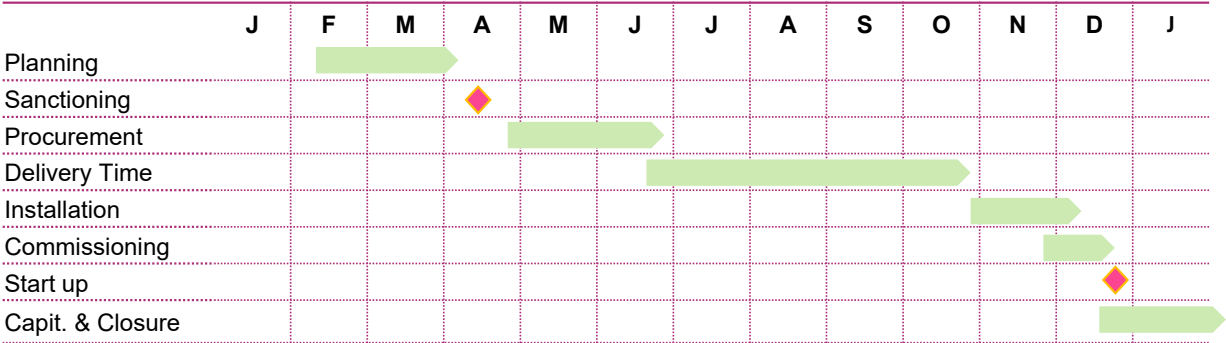 J F M A M J J A S O N D J
Planning
Sanctioning
Procurement
Delivery Time
Installation
Commissioning
Start up
Capit. & Closure